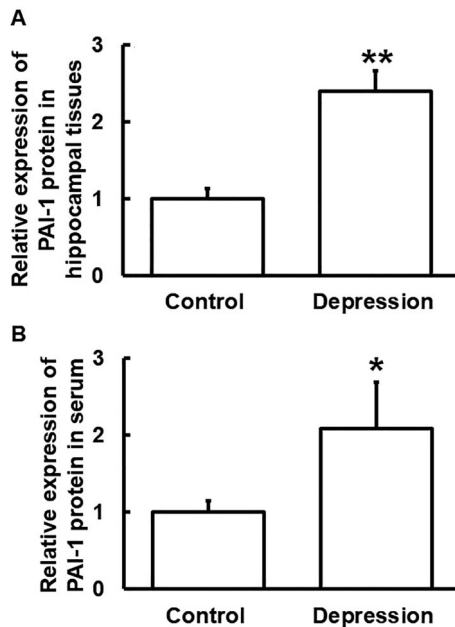 A
Relative expression of
PAI-1 protein in
hippocampal tissues
3
2
1
0
**
Control Depression
B
Relative expression of
PAI-1 protein in serum
3
2
1
0
*
Control Depression